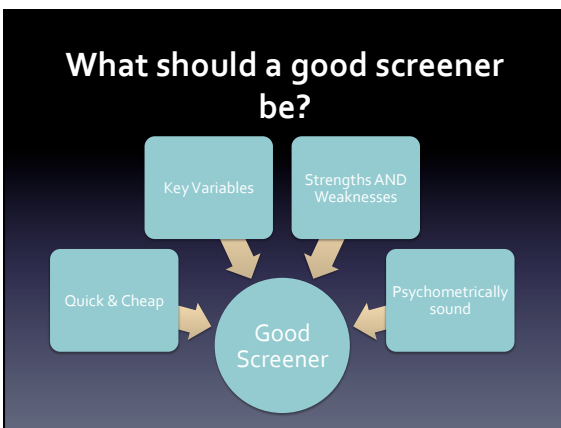 What should a good screener
be?
Key Variables
Strengths AND
Weaknesses
Quick & Cheap
Psychometrically
sound
Good
Screener